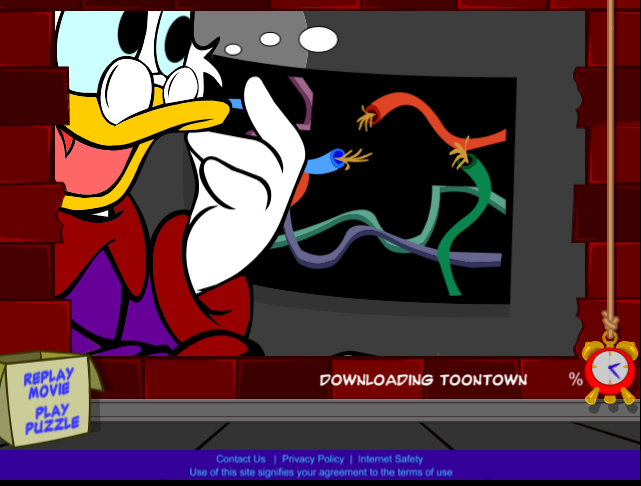 REPLAY
MOVIE
PLAY
PUZZLE
DOWNLOADING TOONTOWN %
Contact Us | Privacy Policy | Internet Safety
Use of this site signifies your agreement to the terms of use